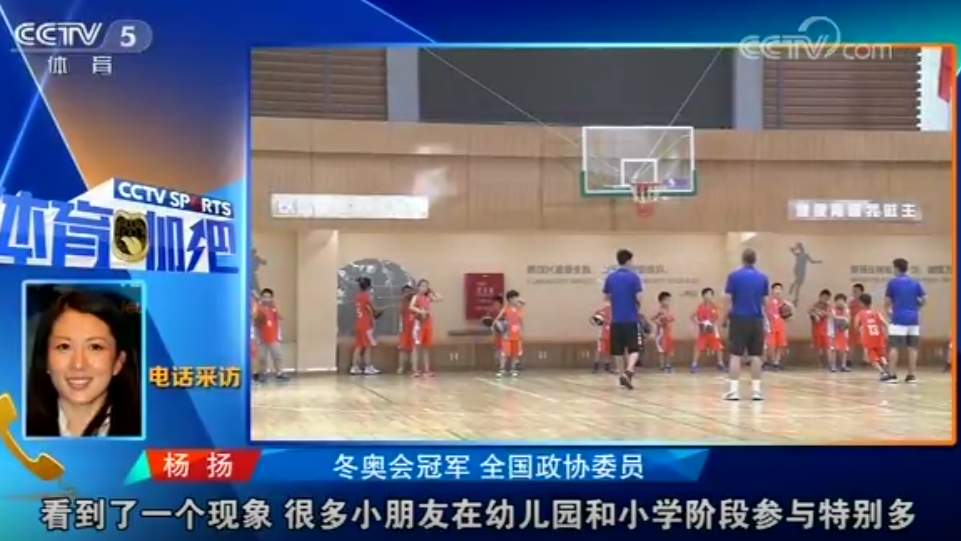 CCTV 5
体育
CCTV.com
CCTV SPORTS
体育咖吧
电话采访
13
杨 扬
冬奥会冠军 全国政协委员
看到了一个现象 很多小朋友在幼儿园和小学阶段参与特别多